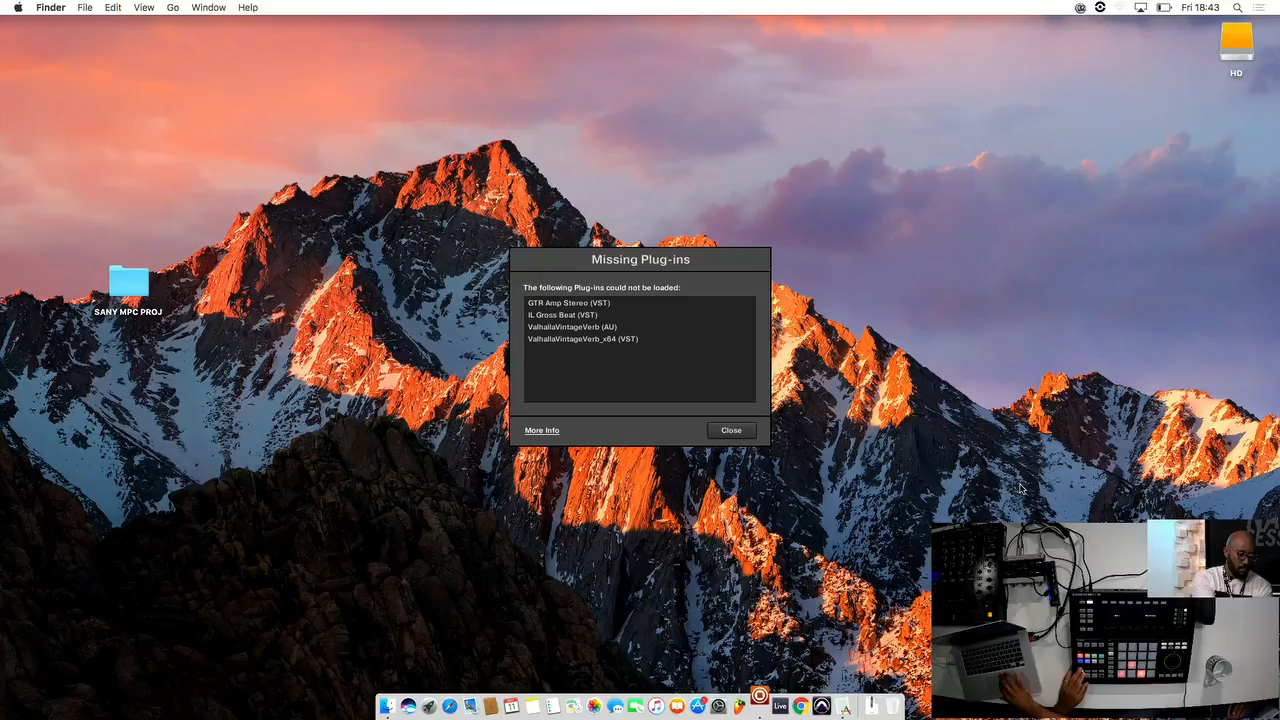 Finder File Edit View Go Window Help Fri 18:43
HD
SANY MPC PROJ
Missing Plug-ins
The following Plug-ins could not be loaded:
GTR Amp Stereo (VST)
IL Gross Beat (VST)
ValhallaVintageVerb (AU)
ValhallaVintageVerb_x64 (VST)
More Info Close
Live